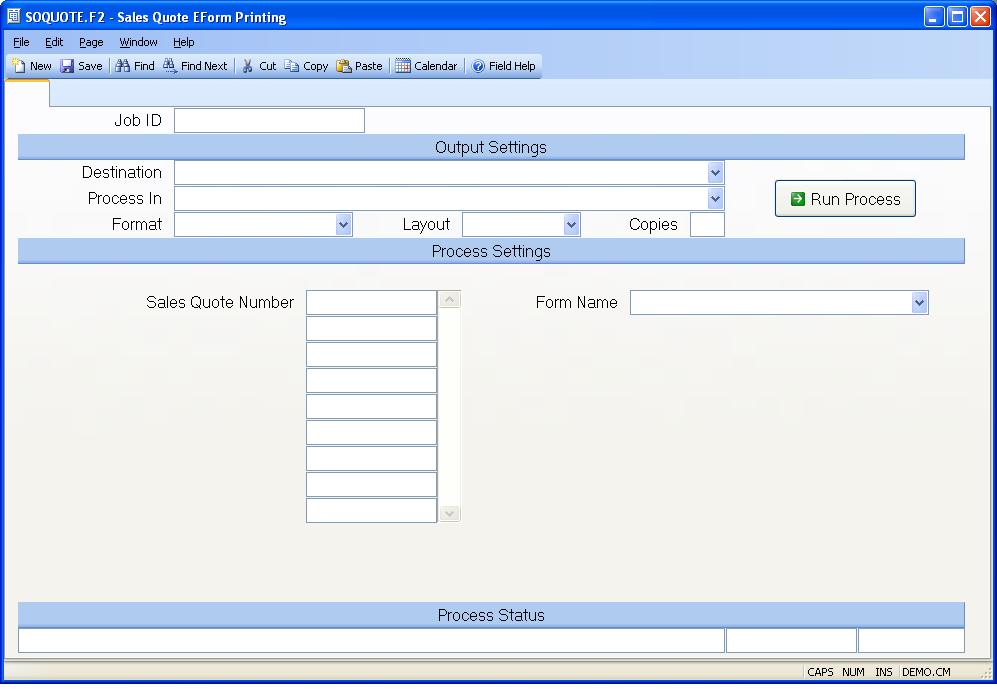 SOQUOTE.F2 - Sales Quote EForm Printing
File Edit Page Window Help
New Save Find Find Next Cut Copy Paste Calendar Field Help
Job ID
Output Settings
Destination
Process In
Run Process
Format Layout Copies
Process Settings
Sales Quote Number Form Name
Process Status
CAPS NUM INS DEMO.CM